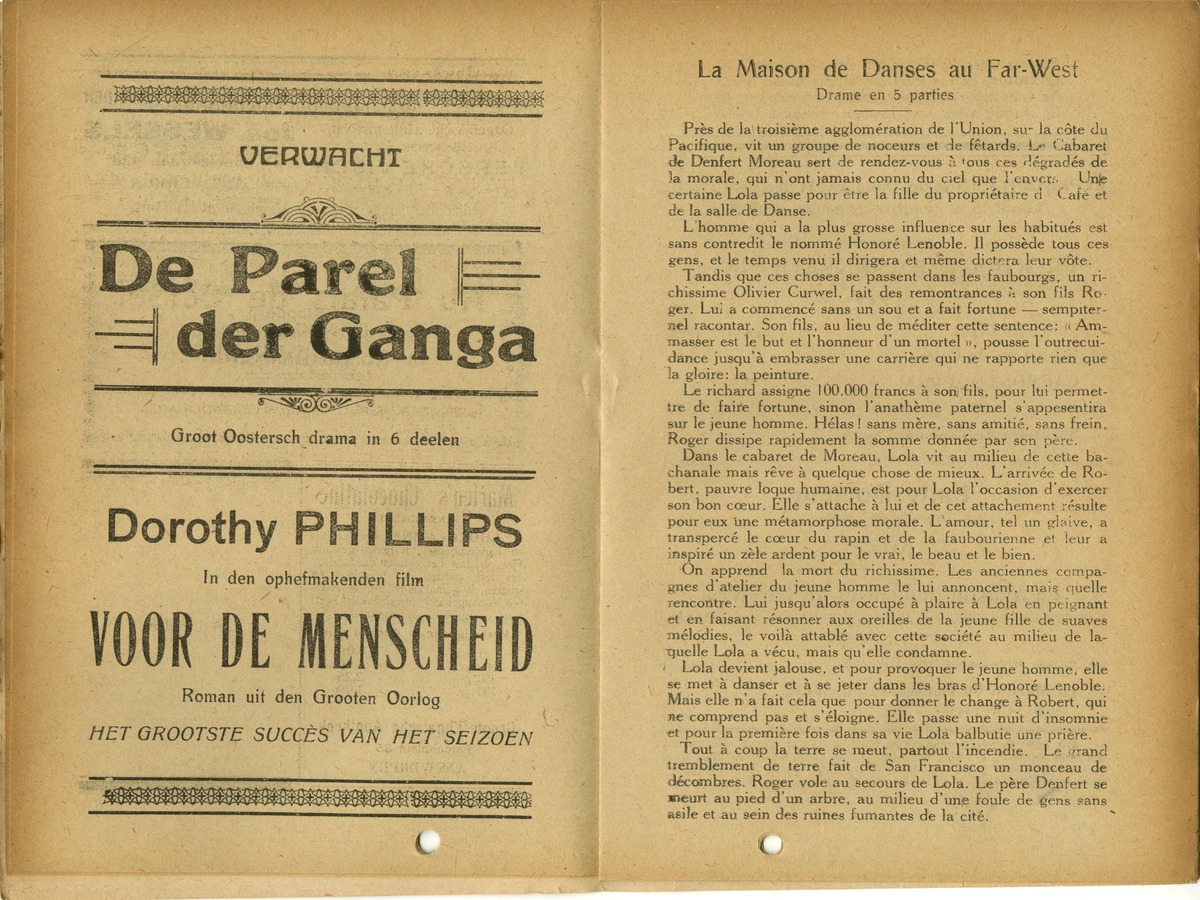 VERWACHT
De Parel
der Ganga
Groot Oostersch drama in 6 deelen
Dorothy PHILLIPS
In den ophefmakenden film
VOOR DE MENSCHEID
Roman uit den Grooten Oorlog
HET GROOTSTE SUCCÈS VAN HET SEIZOEN
La Maison de Danses au Far-West
Drame en 5 parties
Près de la troisième agglomération de l'Union, sur la côte du
Pacifique, vit un groupe de noceurs et de fêtards. Le Cabaret
de Denfert Moreau sert de rendez-vous à tous ces dégradés de
la morale, qui n'ont jamais connu du ciel que l'envers. Une
certaine Lola passe pour être la fille du propriétaire d Café et
de la salle de Danse.
L'homme qui a la plus grosse influence sur les habitués est
sans contredit le nommé Honoré Lenoble. Il possède tous ces
gens, et le temps venu il dirigera et même dictera leur vôte.
Tandis que ces choses se passent dans les faubourgs, un ri-
chissime Olivier Curwel, fait des remontrances à son fils Ro-
ger. Lui a commencé sans un sou et a fait fortune — sempiter-
nel racontar. Son fils, au lieu de méditer cette sentence: « Am-
masser est le but et l'honneur d'un mortel », pousse l'outrecui-
dance jusqu'à embrasser une carrière qui ne rapporte rien que
la gloire: la peinture.
Le richard assigne 100.000 francs à son fils, pour lui permet-
tre de faire fortune, sinon l'anathème paternel s'appesentira
sur le jeune homme. Hélas ! sans mère, sans amitié, sans frein,
Roger dissipe rapidement la somme donnée par son père.
Dans le cabaret de Moreau, Lola vit au milieu de cette ba-
chanale mais rêve à quelque chose de mieux. L'arrivée de Ro-
bert, pauvre loque humaine, est pour Lola l'occasion d'exercer
son bon cœur. Elle s'attache à lui et de cet attachement résulte
pour eux une métamorphose morale. L'amour, tel un glaive, a
transpercé le cœur du rapin et de la faubourienne et leur a
inspiré un zèle ardent pour le vrai, le beau et le bien.
On apprend la mort du richissime. Les anciennes compa-
gnes d'atelier du jeune homme le lui annoncent, mais quelle
rencontre. Lui jusqu'alors occupé à plaire à Lola en peignant
et en faisant résonner aux oreilles de la jeune fille de suaves
mélodies, le voilà attablé avec cette société au milieu de la-
quelle Lola a vécu, mais qu'elle condamne.
Lola devient jalouse, et pour provoquer le jeune homme, elle
se met à danser et à se jeter dans les bras d'Honoré Lenoble.
Mais elle n'a fait cela que pour donner le change à Robert, qui
ne comprend pas et s'éloigne. Elle passe une nuit d'insomnie
et pour la première fois dans sa vie Lola balbutie une prière.
Tout à coup la terre se meut, partout l'incendie. Le grand
tremblement de terre fait de San Francisco un monceau de
décombres. Roger vole au secours de Lola. Le père Denfert se
meurt au pied d'un arbre, au milieu d'une foule de gens sans
asile et au sein des ruines fumantes de la cité.